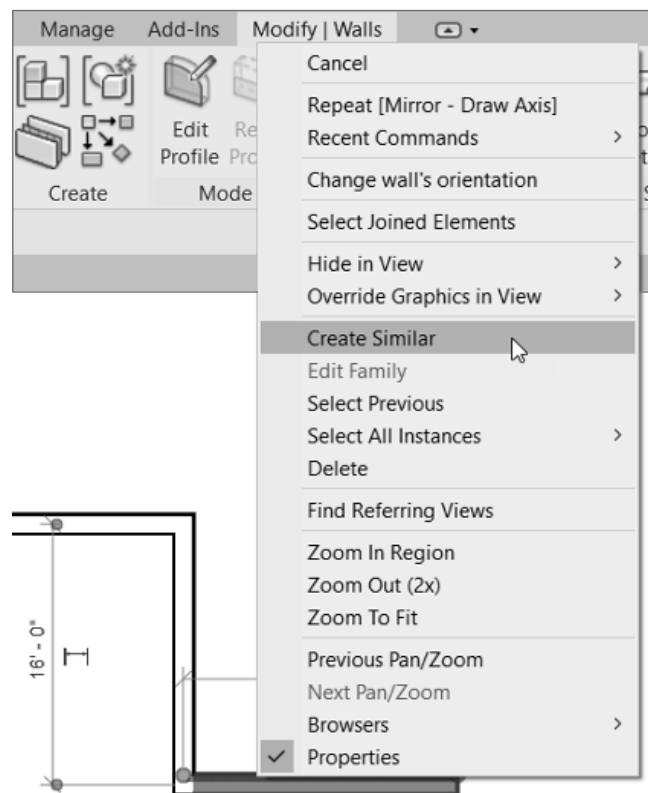 Manage Add-Ins Modify | Walls
Edit
Profile
Re
Pro
Create
Mode
Cancel
Repeat [Mirror - Draw Axis]
Recent Commands
Change wall's orientation
Select Joined Elements
Hide in View
Override Graphics in View
Create Similar
Edit Family
Select Previous
Select All Instances
Delete
Find Referring Views
Zoom In Region
Zoom Out (2x)
Zoom To Fit
Previous Pan/Zoom
Next Pan/Zoom
Browsers
Properties
16' - 0"